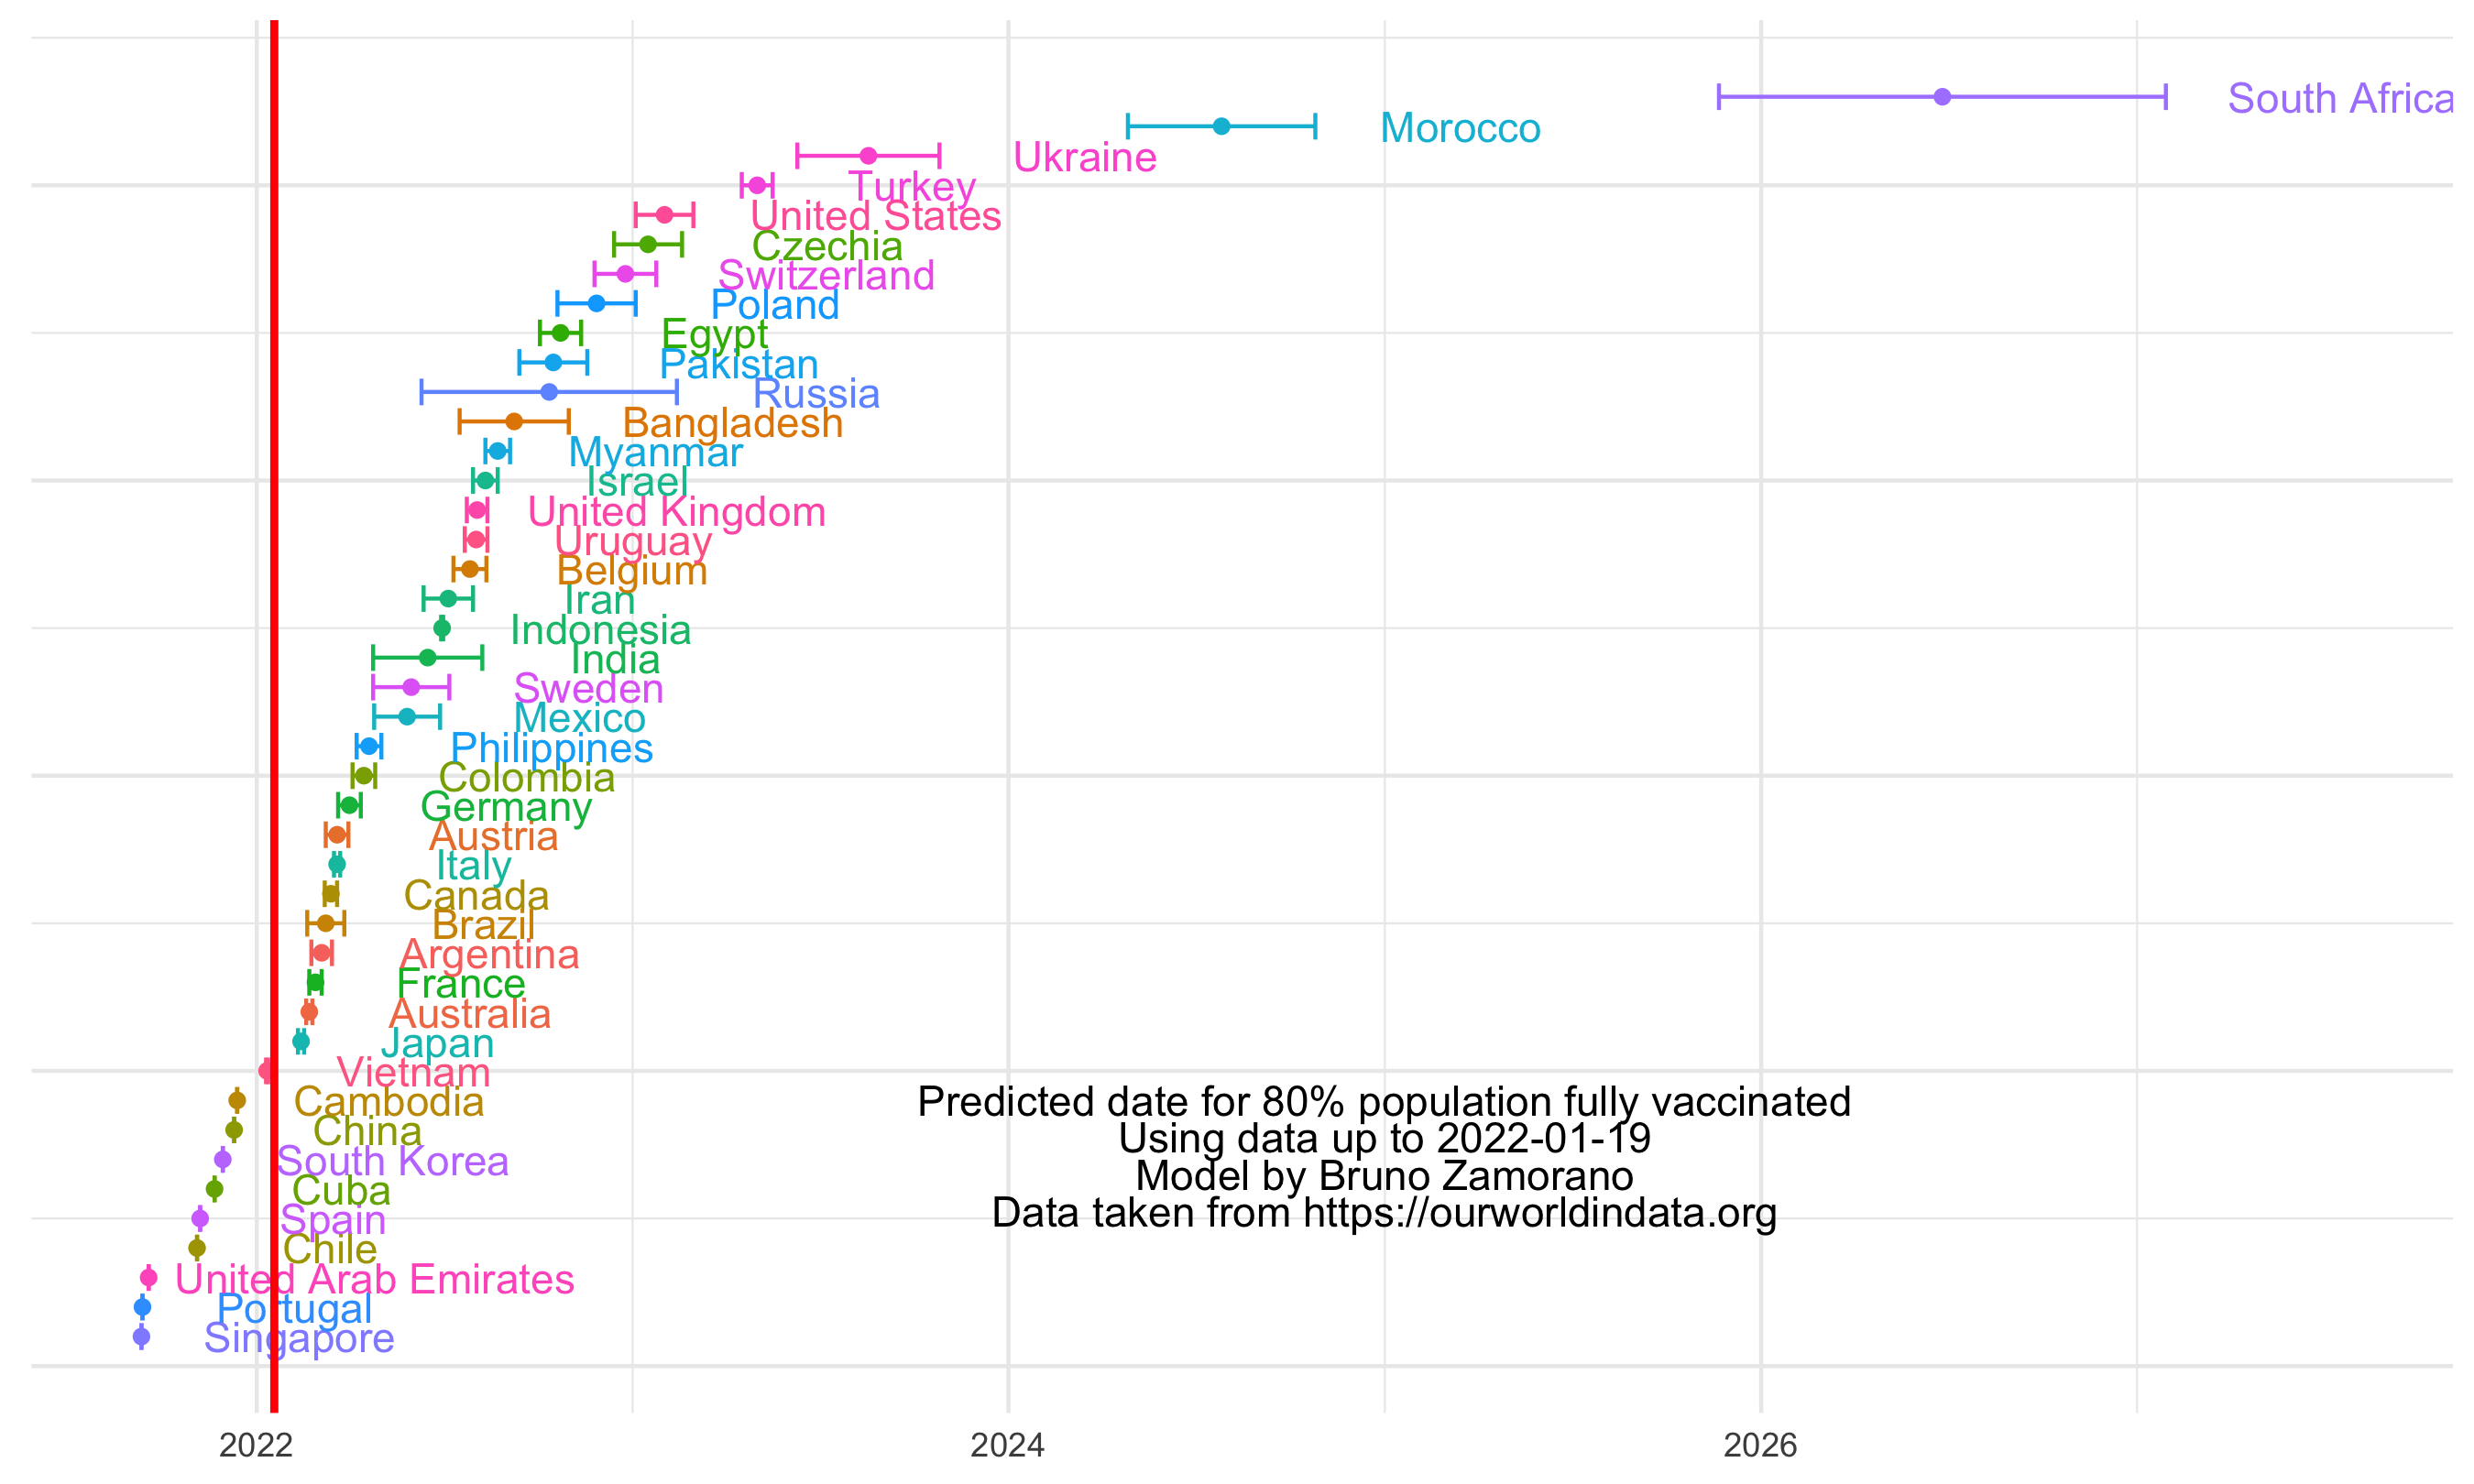 South Africa
Morocco
Ukraine
Turkey
United States
Czechia
Switzerland
Poland
Egypt
Pakistan
Russia
Bangladesh
Myanmar
Israel
United Kingdom
Uruguay
Belgium
Iran
Indonesia
India
Sweden
Mexico
Philippines
Colombia
Germany
Austria
Italy
Canada
Brazil
Argentina
France
Australia
Japan
Vietnam
Cambodia
China
South Korea
Cuba
Spain
Chile
United Arab Emirates
Portugal
Singapore
Predicted date for 80% population fully vaccinated
Using data up to 2022-01-19
Model by Bruno Zamorano
Data taken from https://ourworldindata.org
2022 2024 2026